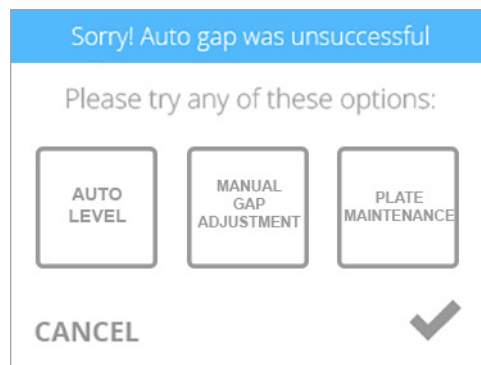 Sorry! Auto gap was unsuccessful
Please try any of these options:
AUTO
LEVEL
MANUAL
GAP
ADJUSTMENT
PLATE
MAINTENANCE
CANCEL